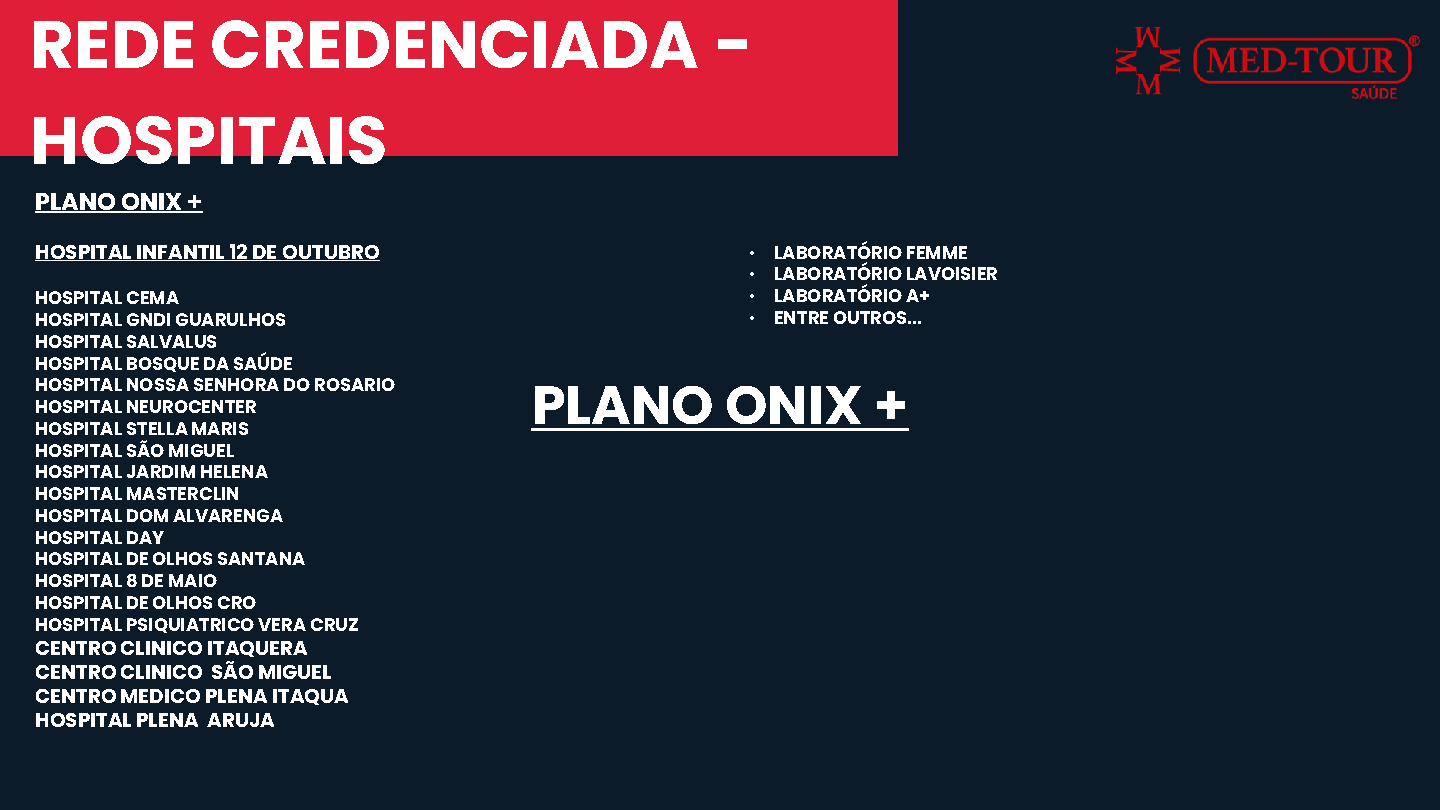 REDE CREDENCIADA -
HOSPITAIS
MED-TOUR®
SAÚDE
PLANO ONIX +
HOSPITAL INFANTIL 12 DE OUTUBRO
HOSPITAL CEMA
HOSPITAL GNDI GUARULHOS
HOSPITAL SALVALUS
HOSPITAL BOSQUE DA SAÚDE
HOSPITAL NOSSA SENHORA DO ROSARIO
HOSPITAL NEUROCENTER
HOSPITAL STELLA MARIS
HOSPITAL SÃO MIGUEL
HOSPITAL JARDIM HELENA
HOSPITAL MASTERCLIN
HOSPITAL DOM ALVARENGA
HOSPITAL DAY
HOSPITAL DE OLHOS SANTANA
HOSPITAL 8 DE MAIO
HOSPITAL DE OLHOS CRO
HOSPITAL PSIQUIATRICO VERA CRUZ
CENTRO CLINICO ITAQUERA
CENTRO CLINICO  SÃO MIGUEL
CENTRO MEDICO PLENA ITAQUA
HOSPITAL PLENA  ARUJA
• LABORATÓRIO FEMME
• LABORATÓRIO LAVOISIER
• LABORATÓRIO A+
• ENTRE OUTROS...
PLANO ONIX +